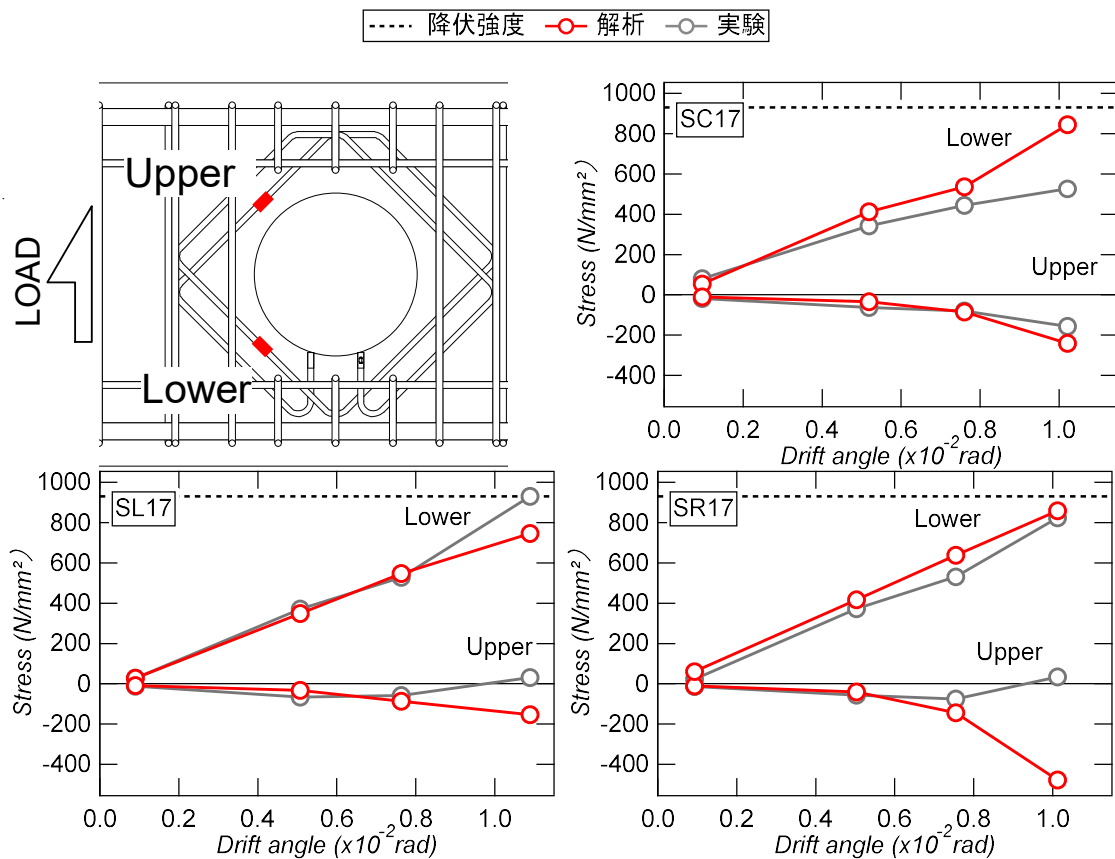 降伏強度 解析 実験
Upper
LOAD
Lower
1000
800
600
400
200
0
-200
-400
Stress (N/mm²)
SC17
Lower
Upper
0.0 0.2 0.4 0.6 0.8 1.0
Drift angle (x10⁻²rad)
1000
800
600
400
200
0
-200
-400
Stress (N/mm²)
SL17
Lower
Upper
0.0 0.2 0.4 0.6 0.8 1.0
Drift angle (x10⁻²rad)
1000
800
600
400
200
0
-200
-400
Stress (N/mm²)
SR17
Lower
Upper
0.0 0.2 0.4 0.6 0.8 1.0
Drift angle (x10⁻²rad)